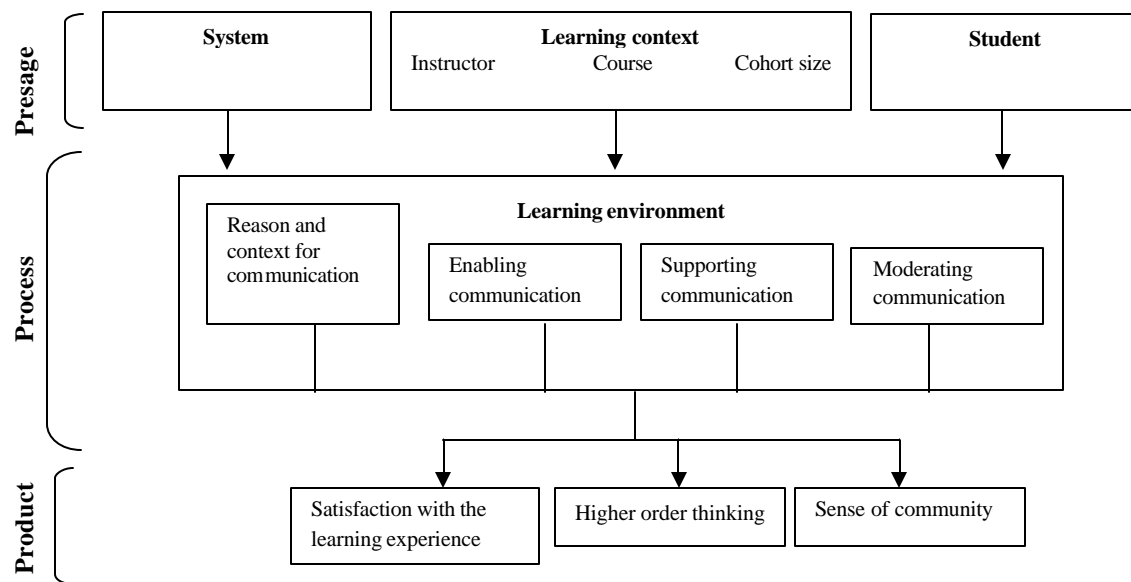 Presage
System
Learning context
Instructor Course Cohort size
Student
Process
Learning environment
Reason and
context for
communication
Enabling
communication
Supporting
communication
Moderating
communication
Product
Satisfaction with the
learning experience
Higher order thinking
Sense of community